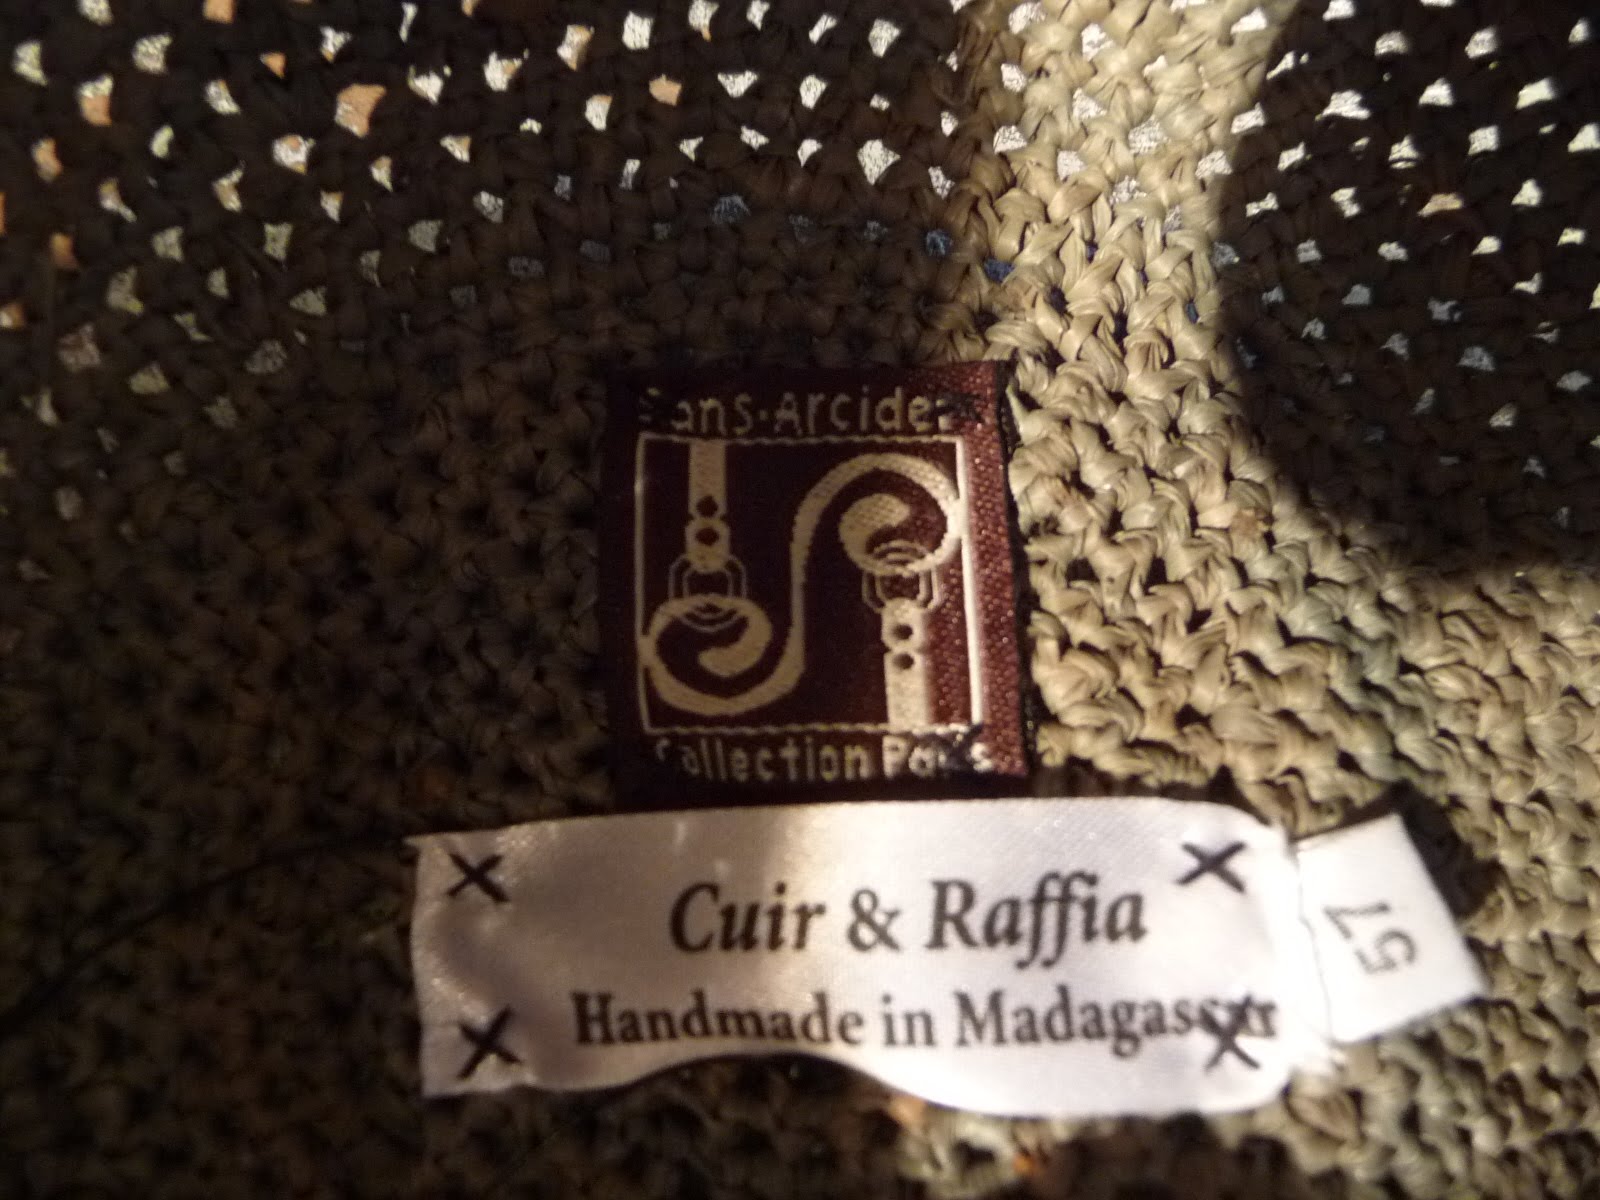 Sans-Arcidet
Collection Paris
Cuir & Raffia
Handmade in Madagascar
57